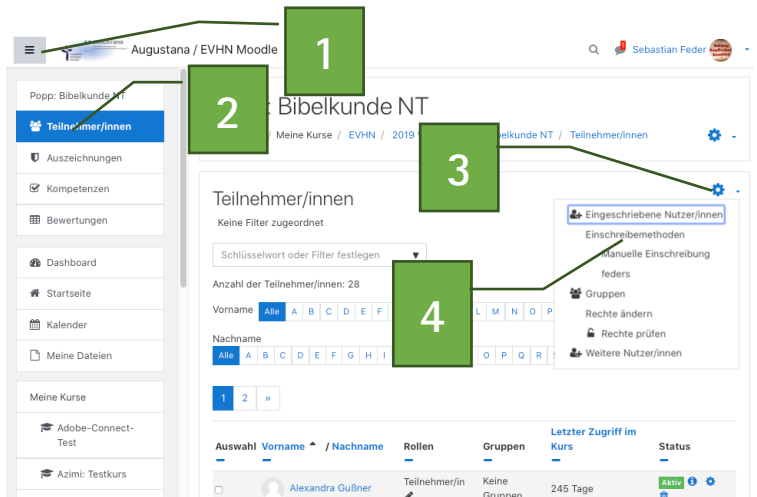 1
Augustana / EVHN Moodle
Sebastian Feder
2
Popp: Bibelkunde NT
: Bibelkunde NT
/ Meine Kurse / EVHN / 2019 elkunde NT / Teilnehmer/innen
Teilnehmer/innen
Auszeichnungen
Kompetenzen
Bewertungen
Dashboard
Startseite
Kalender
Meine Dateien
Meine Kurse
Adobe-Connect-
Test
Azimi: Testkurs
3
Teilnehmer/innen
Keine Filter zugeordnet
Schlüsselwort oder Filter festlegen
Anzahl der Teilnehmer/innen: 28
Eingeschriebene Nutzer/innen
Einschreibemethoden
Manuelle Einschreibung
feders
Gruppen
Rechte ändern
Rechte prüfen
Weitere Nutzer/innen
4
Vorname Alle A B C D E F L M N O P
Nachname
Alle A B C D E F G H I O P Q R
1 2 »
Auswahl Vorname / Nachname Rollen Gruppen Letzter Zugriff im Kurs Status
Alexandra Gußner Teilnehmer/in Keine Gruppen 245 Tage Aktiv